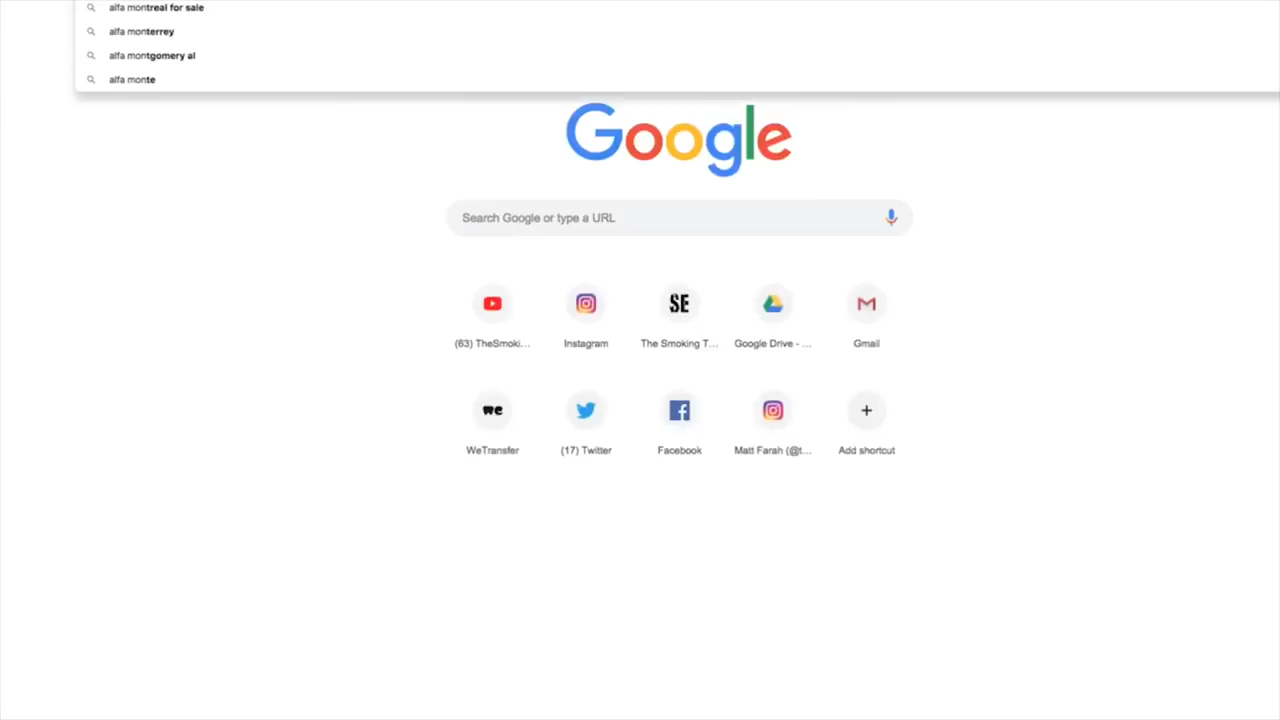 alfa montreal for sale
alfa monterrey
alfa montgomery al
alfa monte
Google
Search Google or type a URL
SE
(63) TheSmoki...
Instagram
The Smoking T...
Google Drive - ...
Gmail
we
WeTransfer
(17) Twitter
Facebook
Matt Farah (@t...
Add shortcut